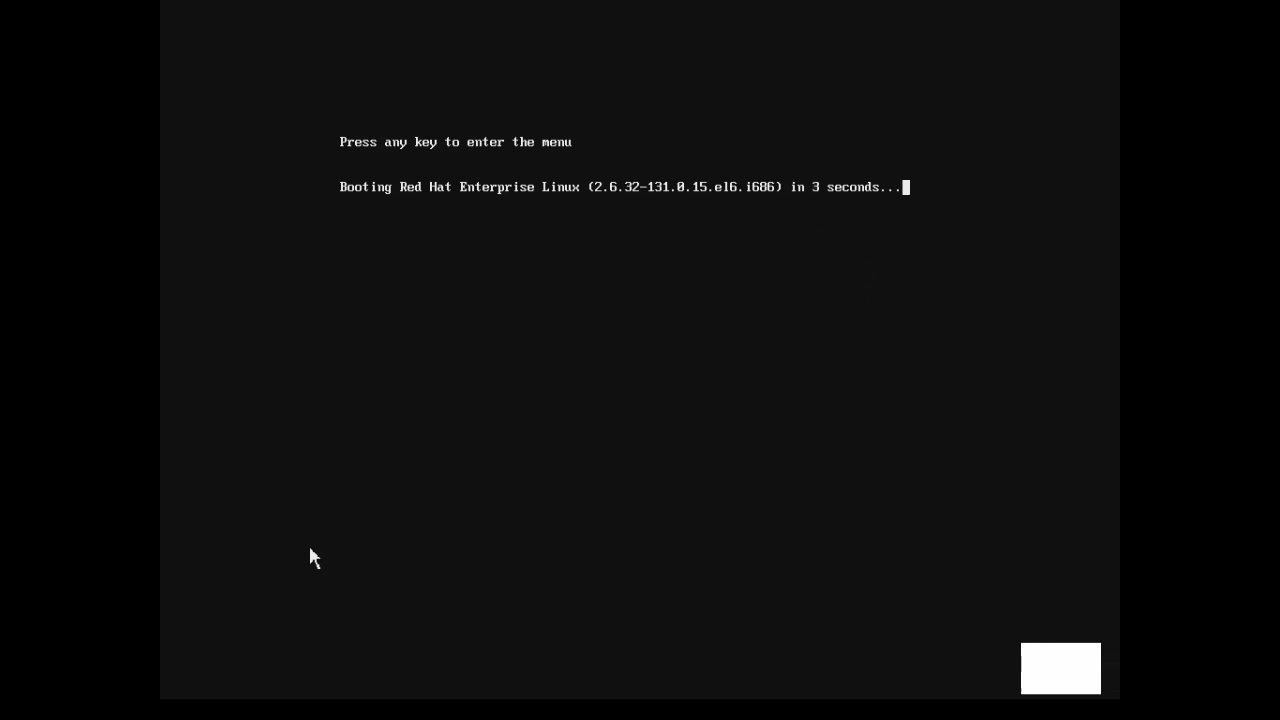 Press any key to enter the menu
Booting Red Hat Enterprise Linux (2.6.32-131.0.15.el6.i686) in 3 seconds...